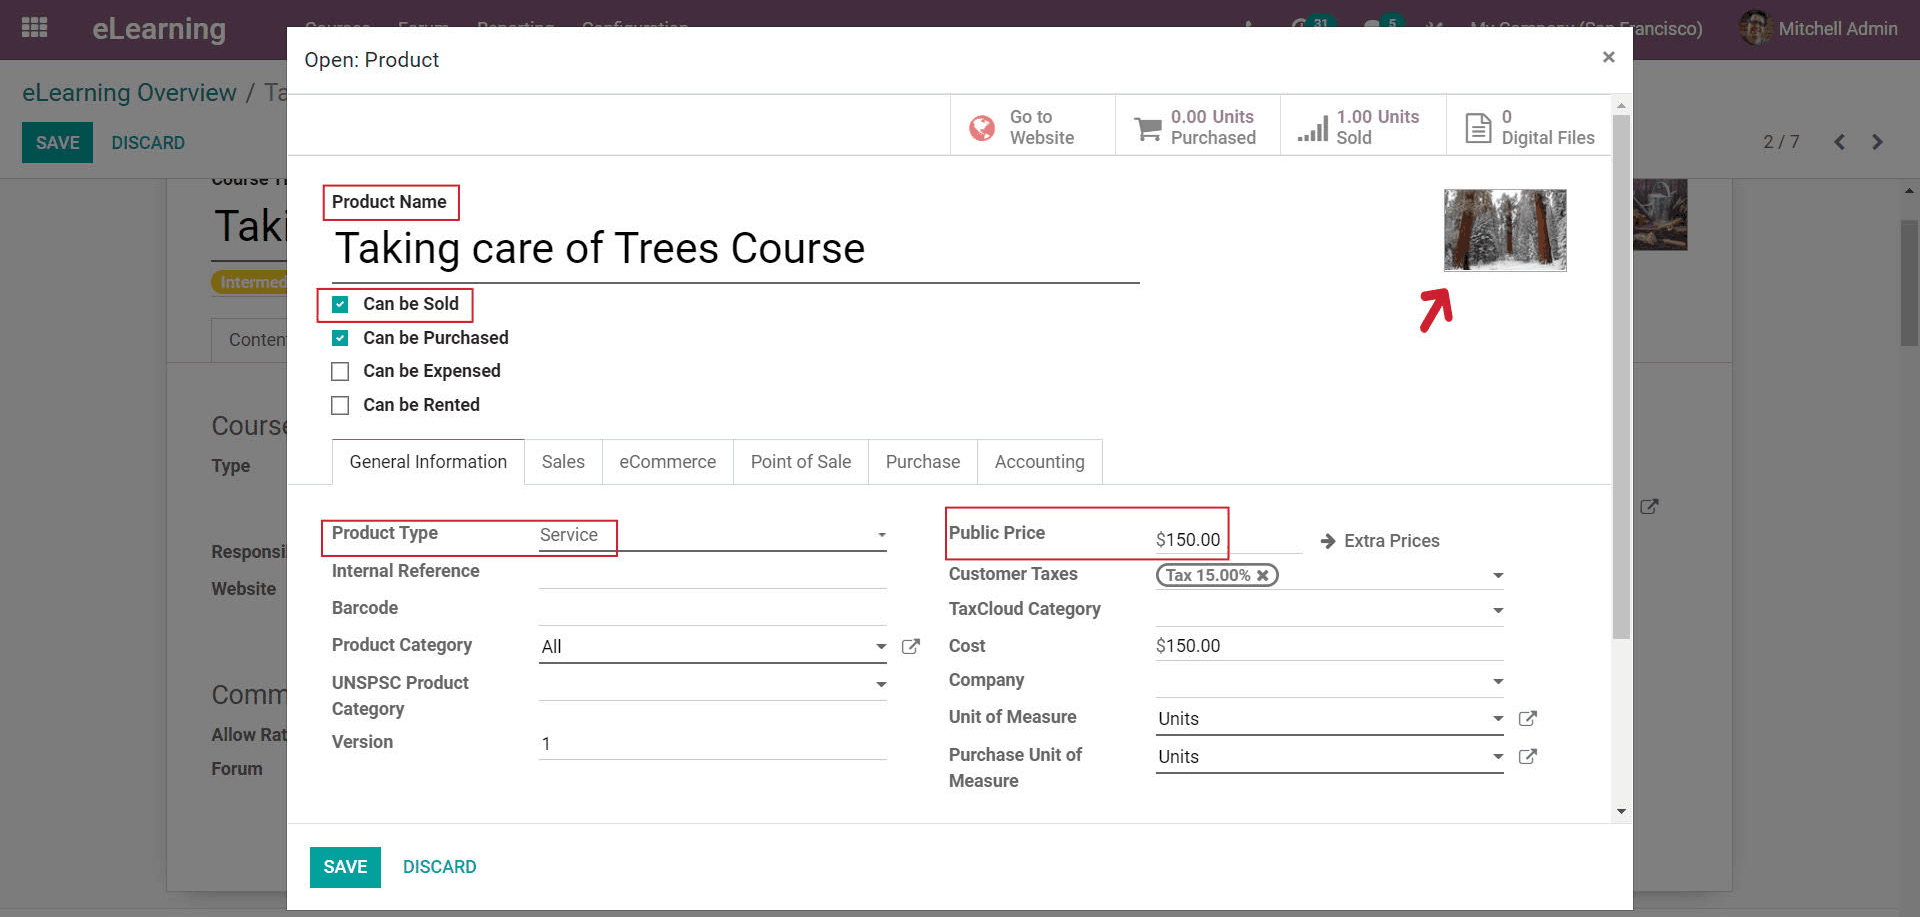 eLearning
Courses Forum Reporting Configuration
31
5
My Company (San Francisco)
Mitchell Admin
eLearning Overview / Ta
SAVE DISCARD
2 / 7
Course Ti
Taki
Intermed
Conten
Course
Type
Responsi
Website
Comm
Allow Rat
Forum
Open: Product
×
Go to
Website
0.00 Units
Purchased
1.00 Units
Sold
0
Digital Files
Product Name
Taking care of Trees Course
Can be Sold
Can be Purchased
Can be Expensed
Can be Rented
General Information Sales eCommerce Point of Sale Purchase Accounting
Product Type Service
Internal Reference
Barcode
Product Category All
UNSPSC Product
Category
Version 1
Public Price $150.00 Extra Prices
Customer Taxes Tax 15.00% ×
TaxCloud Category
Cost $150.00
Company
Unit of Measure Units
Purchase Unit of
Measure Units
SAVE DISCARD